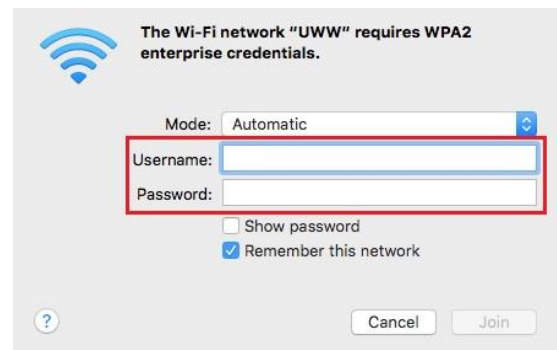 The Wi-Fi network “UWW” requires WPA2
enterprise credentials.
Mode: Automatic
Username:
Password:
Show password
Remember this network
? Cancel Join